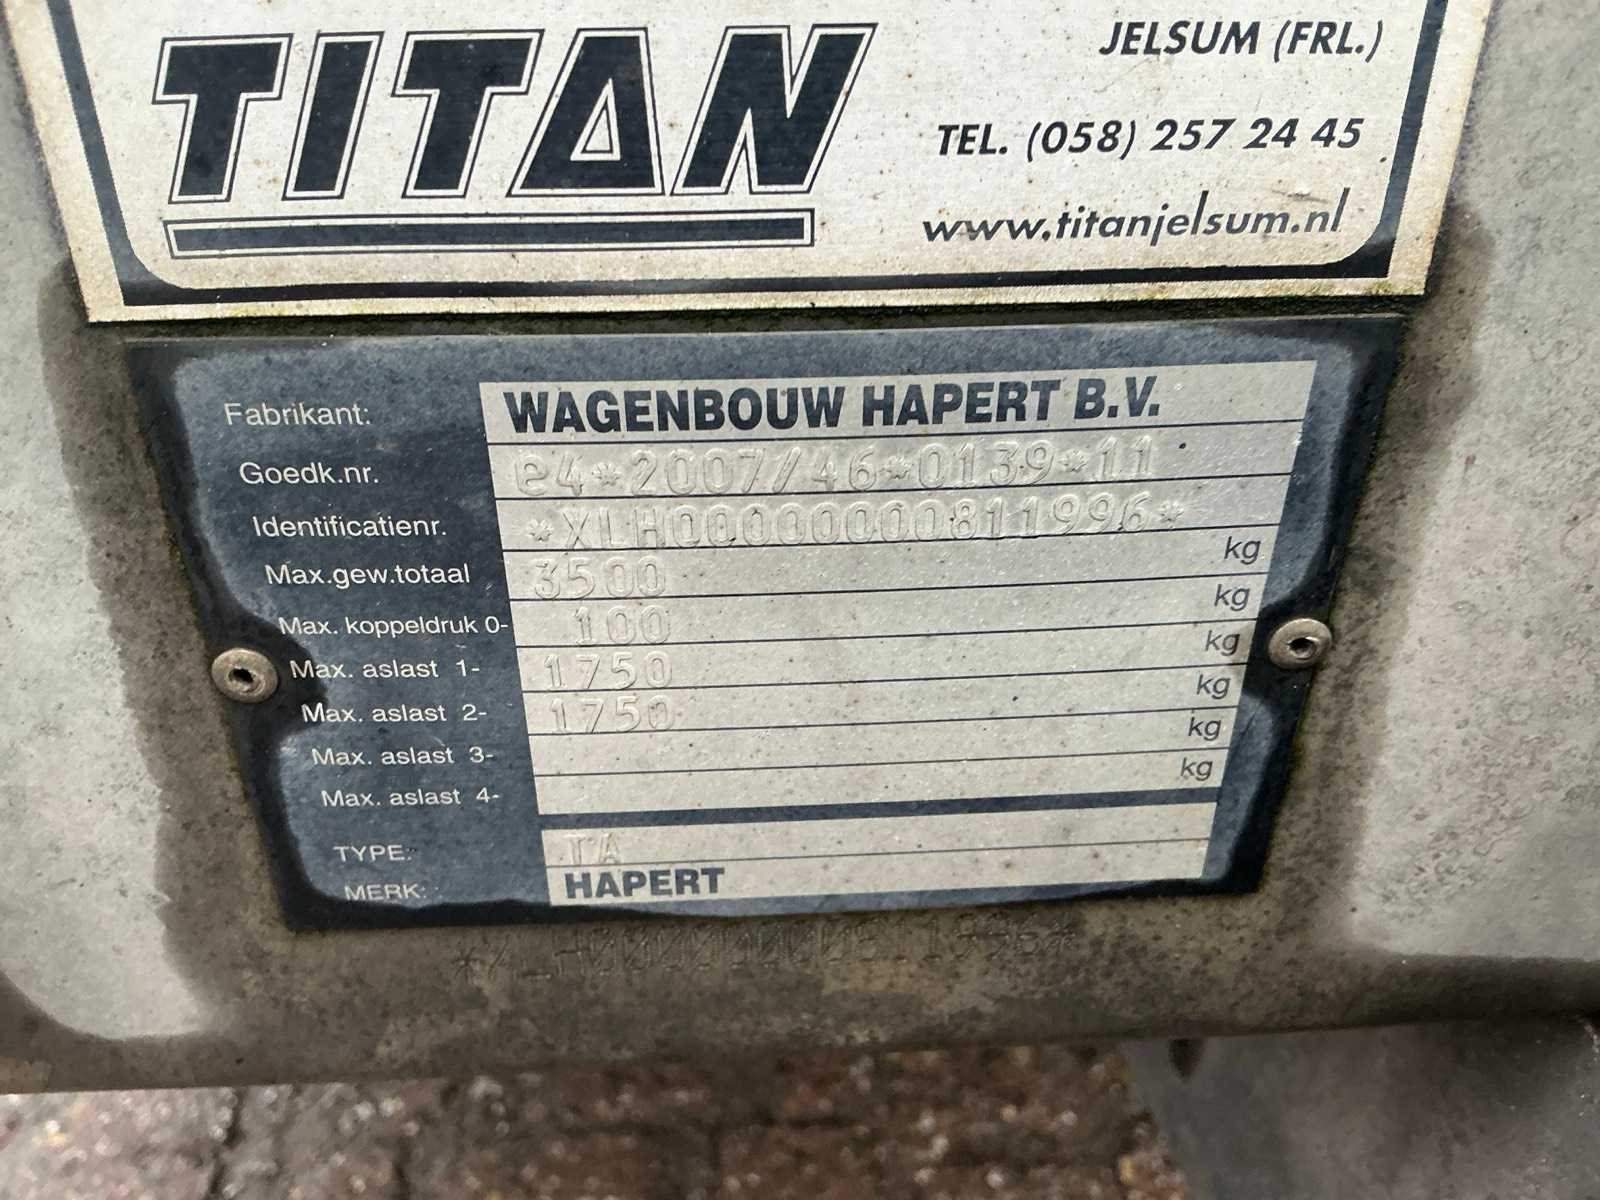 TITAN
JELSUM (FRL.)
TEL. (058) 257 24 45
www.titanjelsum.nl
Fabrikant: WAGENBOUW HAPERT B.V.
Goedk.nr. e4*2007/46*0139*11
Identificatienr. *XLH00000000811996*
Max.gew.totaal 3500 kg
Max. koppeldruk 0- 100 kg
Max. aslast 1- 1750 kg
Max. aslast 2- 1750 kg
Max. aslast 3- kg
Max. aslast 4- kg
TYPE: TA
MERK: HAPERT
*XLH00000000811996*